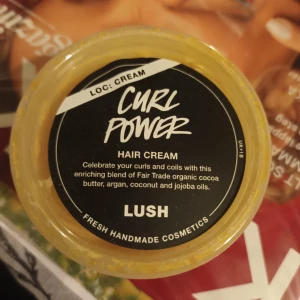 LOC: CREAM
CURL
POWER
HAIR CREAM
Celebrate your curls and coils with this
enriching blend of Fair Trade organic cocoa
butter, argan, coconut and jojoba oils.
LUSH
FRESH HANDMADE COSMETICS